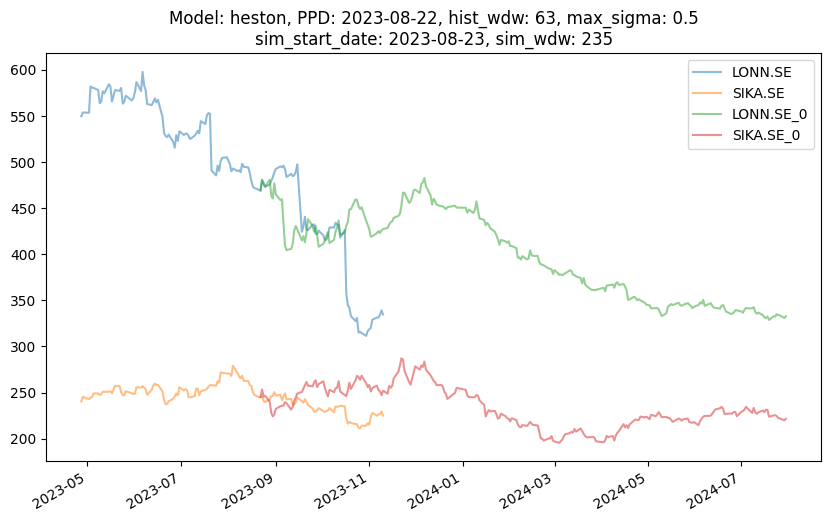 Model: heston, PPD: 2023-08-22, hist_wdw: 63, max_sigma: 0.5
sim_start_date: 2023-08-23, sim_wdw: 235
LONN.SE
SIKA.SE
LONN.SE_0
SIKA.SE_0
600
550
500
450
400
350
300
250
200
2023-05
2023-07
2023-09
2023-11
2024-01
2024-03
2024-05
2024-07